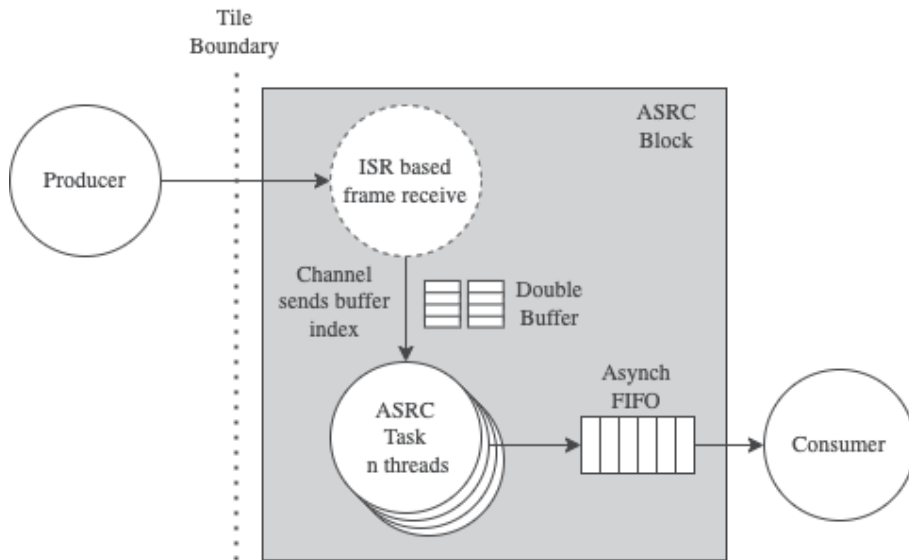 Tile
Boundary
ASRC
Block
Producer
ISR based
frame receive
Channel
sends buffer
index
Double
Buffer
ASRC
Task
n threads
Asynch
FIFO
Consumer